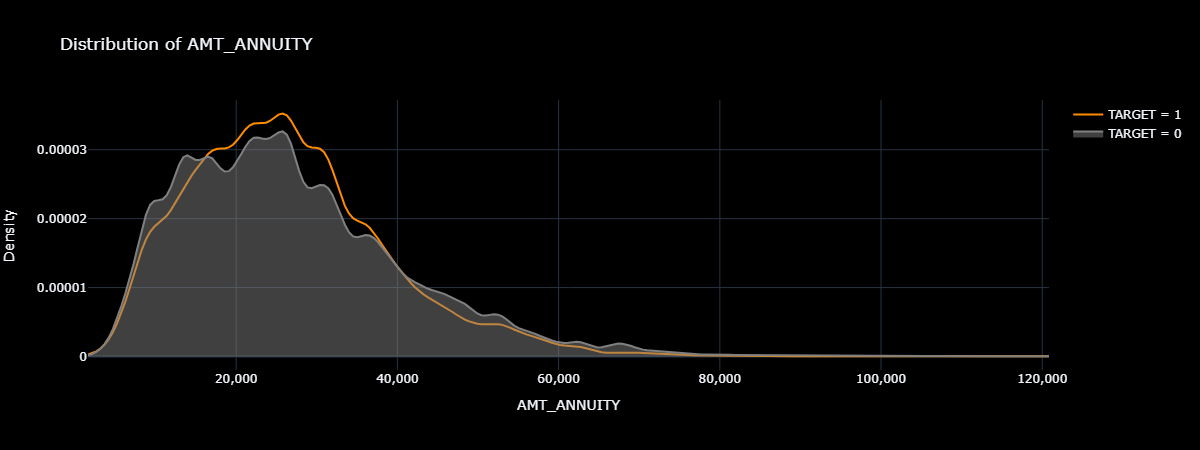 Distribution of AMT_ANNUITY
TARGET = 1
TARGET = 0
0.00003
0.00002
0.00001
0
Density
20,000
40,000
60,000
80,000
100,000
120,000
AMT_ANNUITY